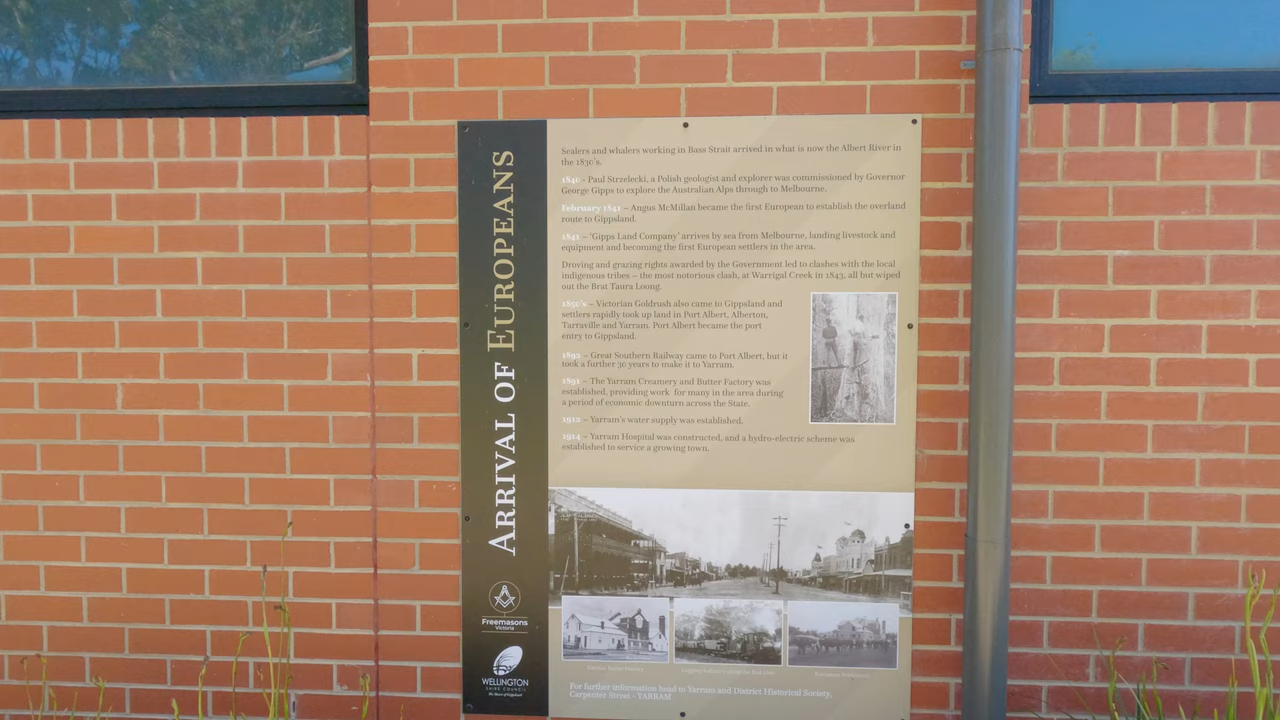 ARRIVAL OF EUROPEANS
Sealers and whalers working in Bass Strait arrived in what is now the Albert River in
the 1830's.
1840 - Paul Strzelecki, a Polish geologist and explorer was commissioned by Governor
George Gipps to explore the Australian Alps through to Melbourne.
February 1841 – Angus McMillan became the first European to establish the overland
route to Gippsland.
1841 – 'Gipps Land Company' arrives by sea from Melbourne, landing livestock and
equipment and becoming the first European settlers in the area.
Droving and grazing rights awarded by the Government led to clashes with the local
indigenous tribes – the most notorious clash, at Warrigal Creek in 1843, all but wiped
out the Brat Taura Loong.
1850's – Victorian Goldrush also came to Gippsland and
settlers rapidly took up land in Port Albert, Alberton,
Tarraville and Yarram. Port Albert became the port
entry to Gippsland.
1892 – Great Southern Railway came to Port Albert, but it
took a further 30 years to make it to Yarram.
1891 – The Yarram Creamery and Butter Factory was
established, providing work for many in the area during
a period of economic downturn across the State.
1912 – Yarram's water supply was established.
1914 – Yarram Hospital was constructed, and a hydro-electric scheme was
established to service a growing town.
Freemasons
Victoria
WELLINGTON
SHIRE COUNCIL
The Heart of Gippsland
Yarram Butter Factory
For further information head to Yarram and District Historical Society,
Carpenter Street - YARRAM